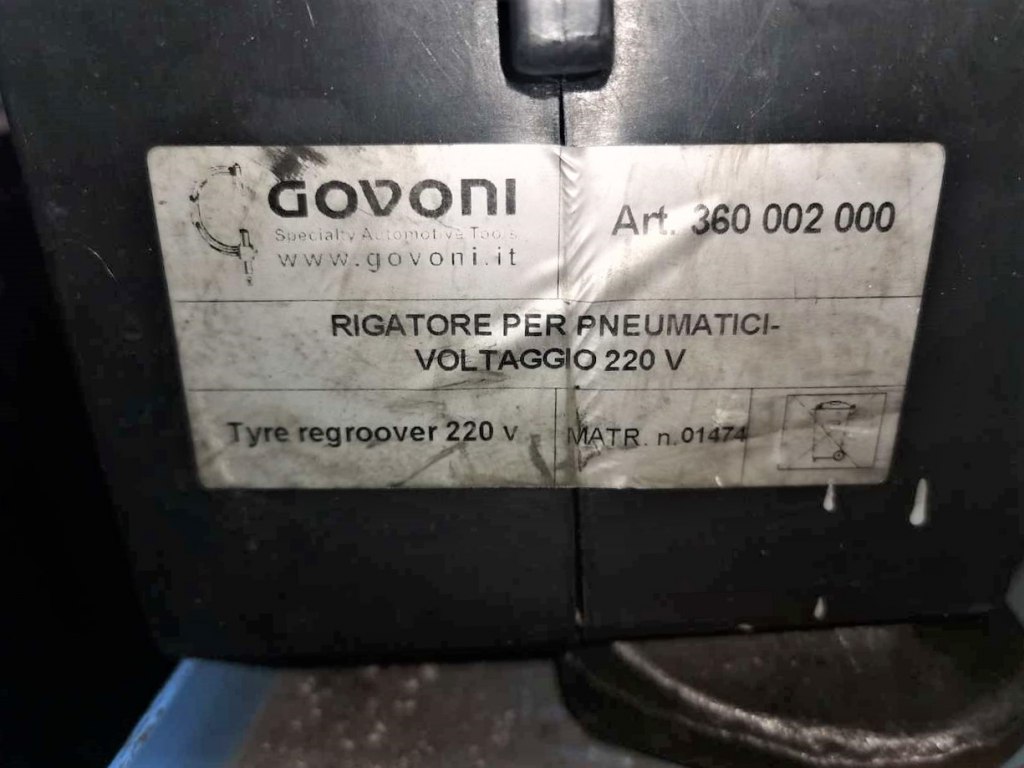 GOVONI
Specialty Automotive Tools
www.govoni.it
Art. 360 002 000
RIGATORE PER PNEUMATICI-
VOLTAGGIO 220 V
Tyre regroover 220 V
MATR. n.01474